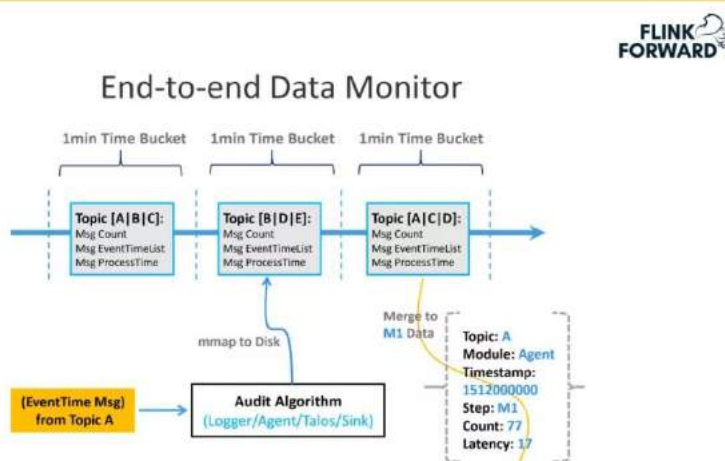 FLINK
FORWARD
End-to-end Data Monitor
1min Time Bucket
1min Time Bucket
1min Time Bucket
Topic [A|B|C]:
Msg Count
Msg EventTimeList
Msg ProcessTime
Topic [B|D|E]:
Msg Count
Msg EventTimeList
Msg ProcessTime
Topic [A|C|D]:
Msg Count
Msg EventTimeList
Msg ProcessTime
mmap to Disk
Merge to
M1 Data
(EventTime Msg)
from Topic A
Audit Algorithm
(Logger/Agent/Talos/Sink)
Topic: A
Module: Agent
Timestamp:
1512000000
Step: M1
Count: 77
Latency: 17